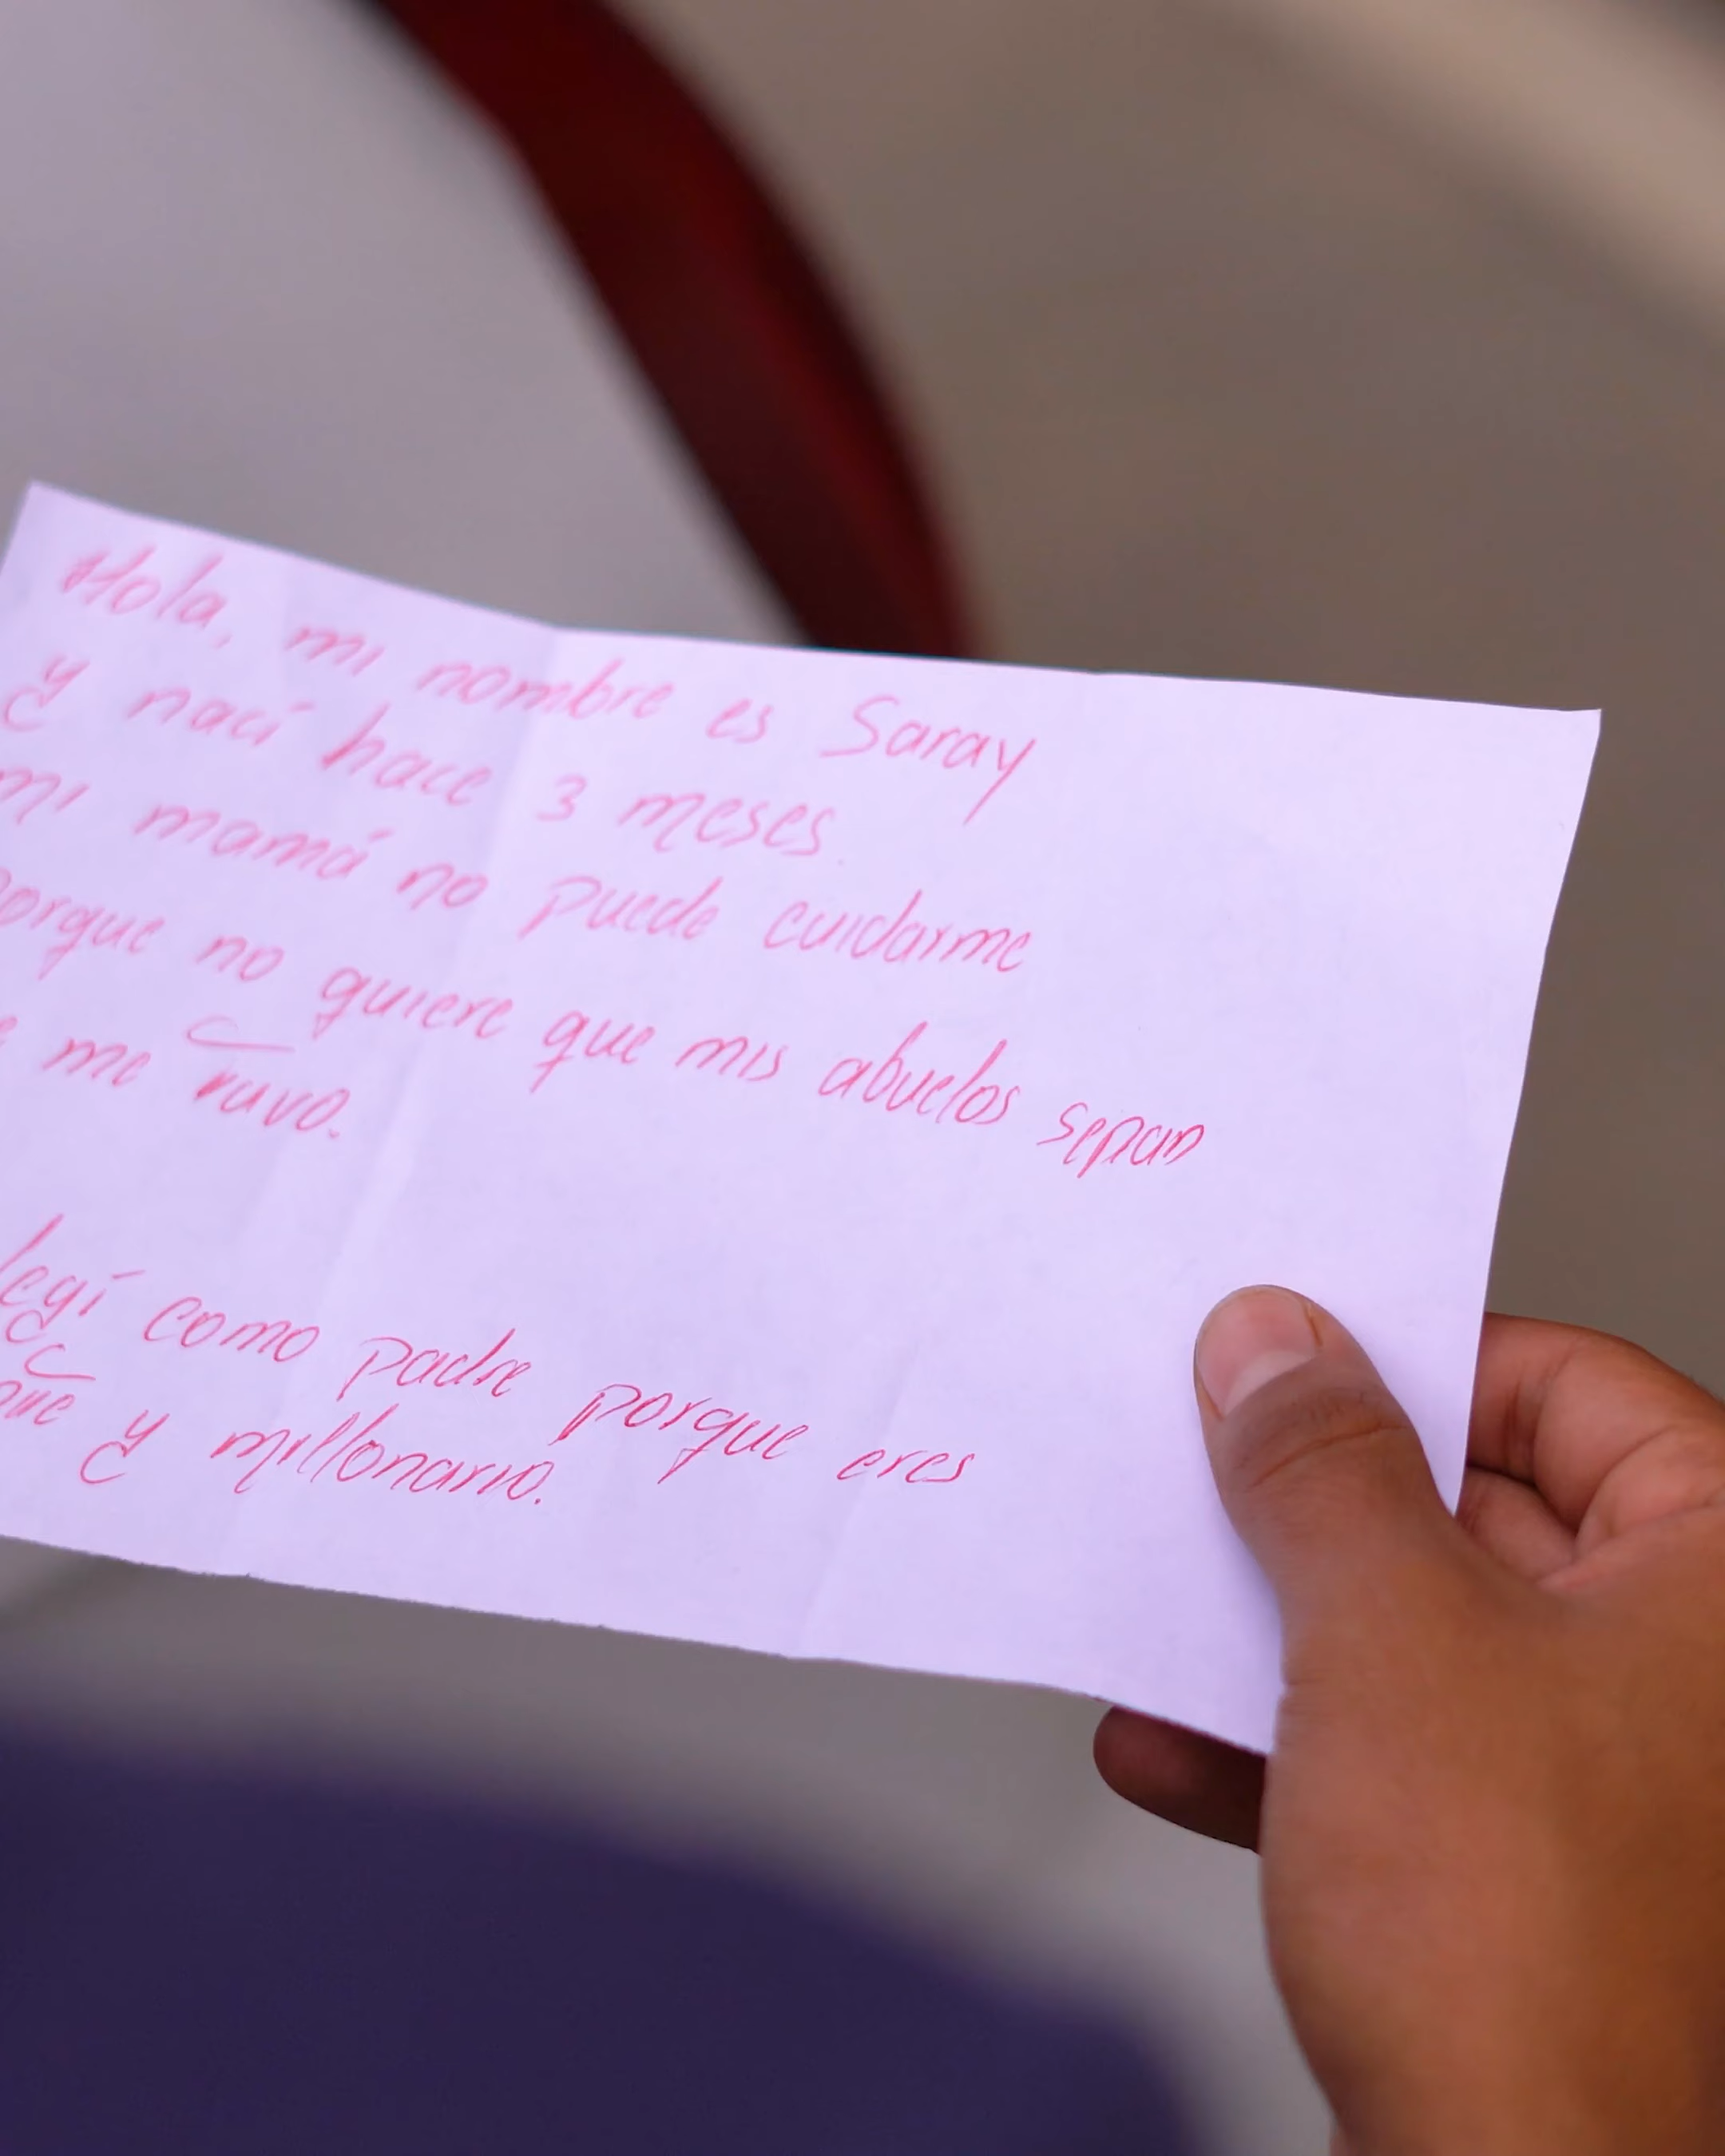 Hola, mi nombre es Saray
y nací hace 3 meses.
mi mamá no puede cuidarme
porque no quiere que mis abuelos sepan
me tuvo.
legí como padre porque eres
y millonario.